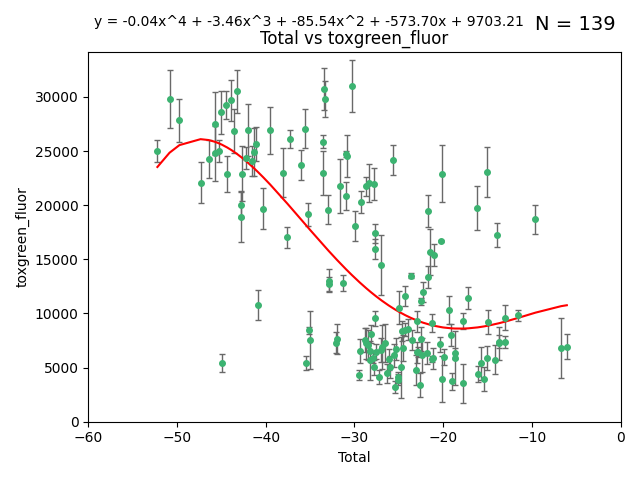 y = -0.04x^4 + -3.46x^3 + -85.54x^2 + -573.70x + 9703.21 N = 139
Total vs toxgreen_fluor
30000
25000
20000
15000
10000
5000
0
toxgreen_fluor
−60 −50 −40 −30 −20 −10 0
Total